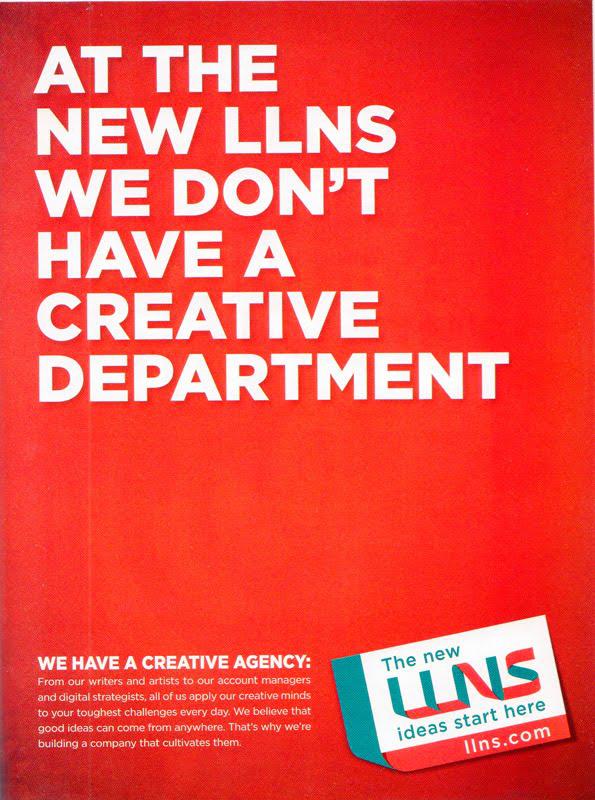 AT THE
NEW LLNS
WE DON'T
HAVE A
CREATIVE
DEPARTMENT
WE HAVE A CREATIVE AGENCY:
From our writers and artists to our account managers
and digital strategists, all of us apply our creative minds
to your toughest challenges every day. We believe that
good ideas can come from anywhere. That's why we're
building a company that cultivates them.
The new
LLNS
ideas start here
llns.com